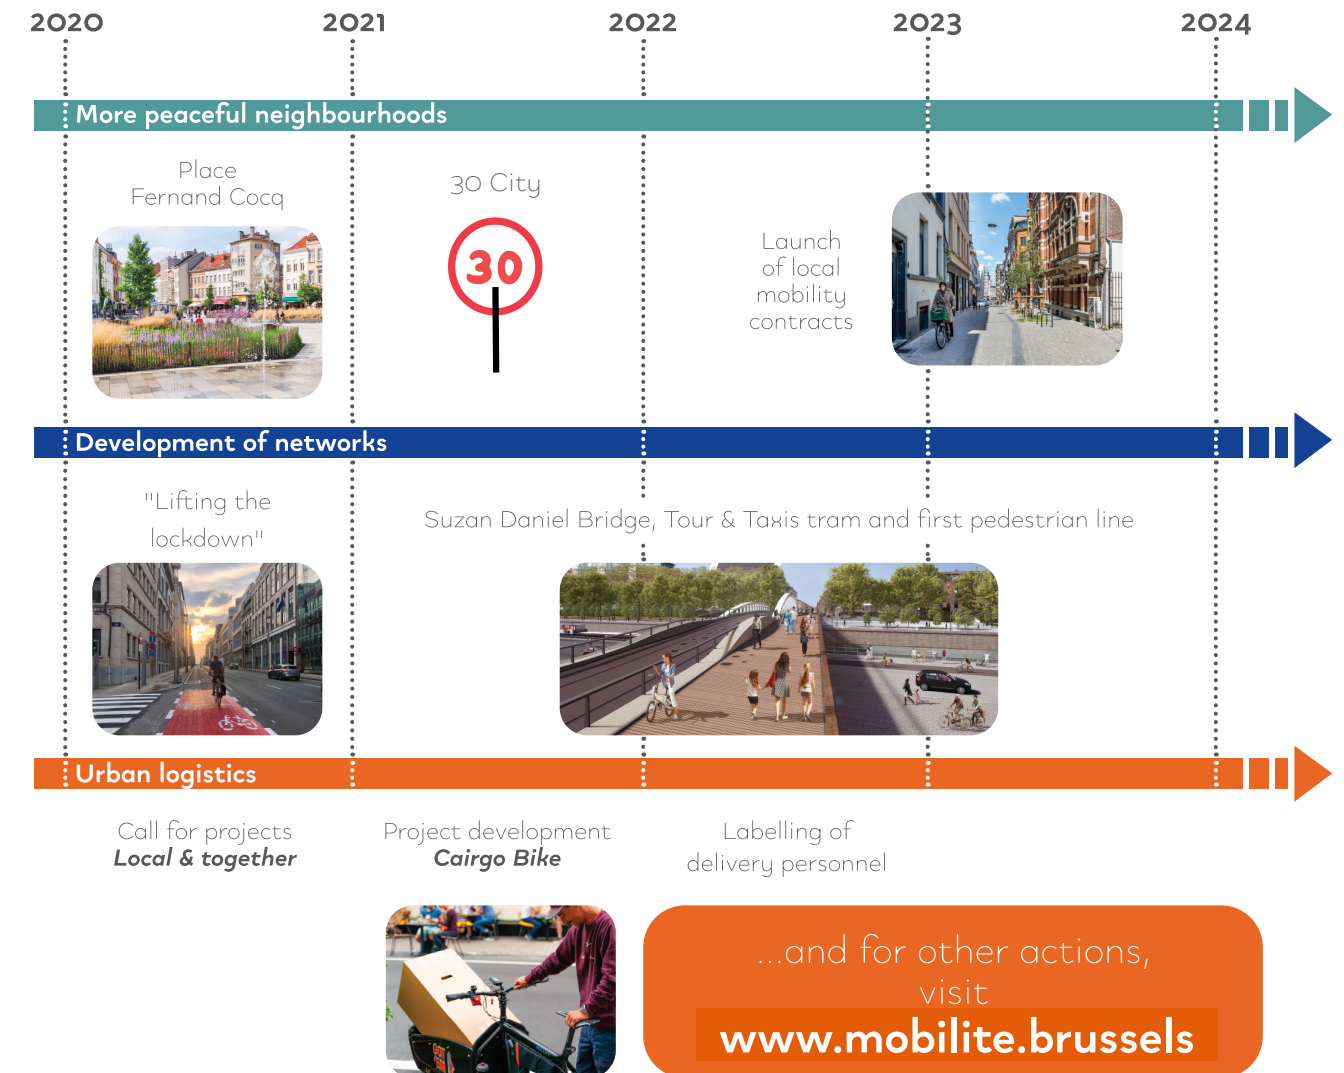 2020 2021 2022 2023 2024
More peaceful neighbourhoods
Place
Fernand Cocq
30 City
30
Launch
of local
mobility
contracts
Development of networks
"Lifting the
lockdown"
Suzan Daniel Bridge, Tour & Taxis tram and first pedestrian line
Urban logistics
Call for projects
Local & together
Project development
Cairgo Bike
Labelling of
delivery personnel
...and for other actions,
visit
www.mobilite.brussels